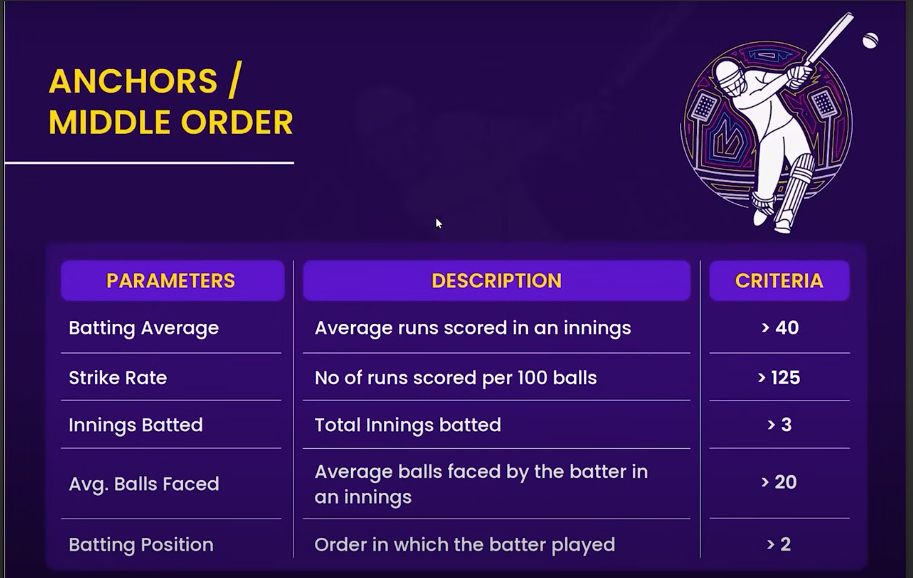 ANCHORS /
MIDDLE ORDER
PARAMETERS DESCRIPTION CRITERIA
Batting Average Average runs scored in an innings > 40
Strike Rate No of runs scored per 100 balls > 125
Innings Batted Total Innings batted > 3
Avg. Balls Faced Average balls faced by the batter in
an innings > 20
Batting Position Order in which the batter played > 2